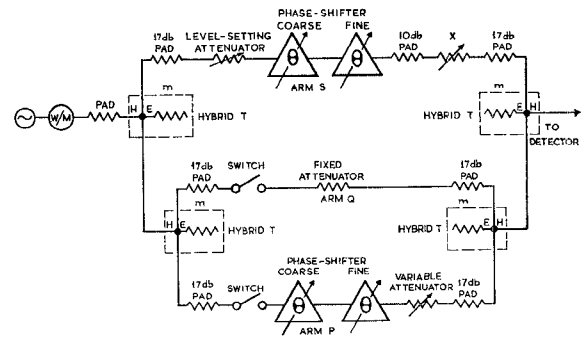 PHASE-SHIFTER
COARSE FINE
17db PAD
LEVEL-SETTING ATTENUATOR
θ
θ
10db PAD
X
17db PAD
ARM S
PAD
W/M
H E
m
HYBRID T
m
E H
HYBRID T
TO DETECTOR
17db PAD
SWITCH
FIXED ATTENUATOR
ARM Q
17db PAD
m
H E
HYBRID T
m
E H
HYBRID T
17db PAD
SWITCH
PHASE-SHIFTER
COARSE FINE
θ
θ
VARIABLE ATTENUATOR
17db PAD
ARM P